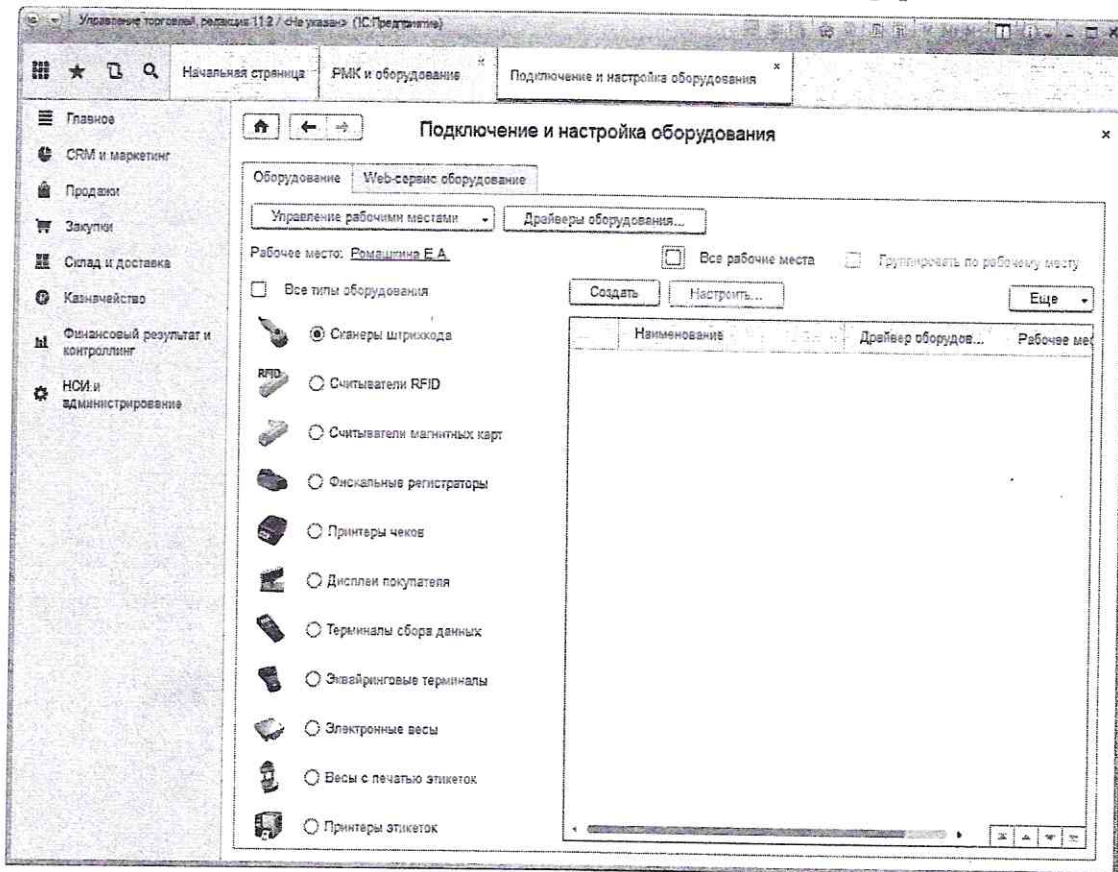 Управление торговлей, редакция 11.2 / <Не указан> (1С:Предприятие)
Начальная страница
РМК и оборудование
Подключение и настройка оборудования
Главное
CRM и маркетинг
Продажи
Закупки
Склад и доставка
Казначейство
Финансовый результат и
контроллинг
НСИ и
администрирование
Подключение и настройка оборудования
Оборудование
Web-сервис оборудование
Управление рабочими местами
Драйверы оборудования...
Рабочее место: Ромашкина Е.А.
Все рабочие места
Группировать по рабочему месту
Все типы оборудования
Создать
Настроить...
Еще
Наименование
Драйвер оборудов...
Рабочее мес
Сканеры штрихкода
RFID
Считыватели RFID
Считыватели магнитных карт
Фискальные регистраторы
Принтеры чеков
Дисплеи покупателя
Терминалы сбора данных
Эквайринговые терминалы
Электронные весы
Весы с печатью этикеток
Принтеры этикеток